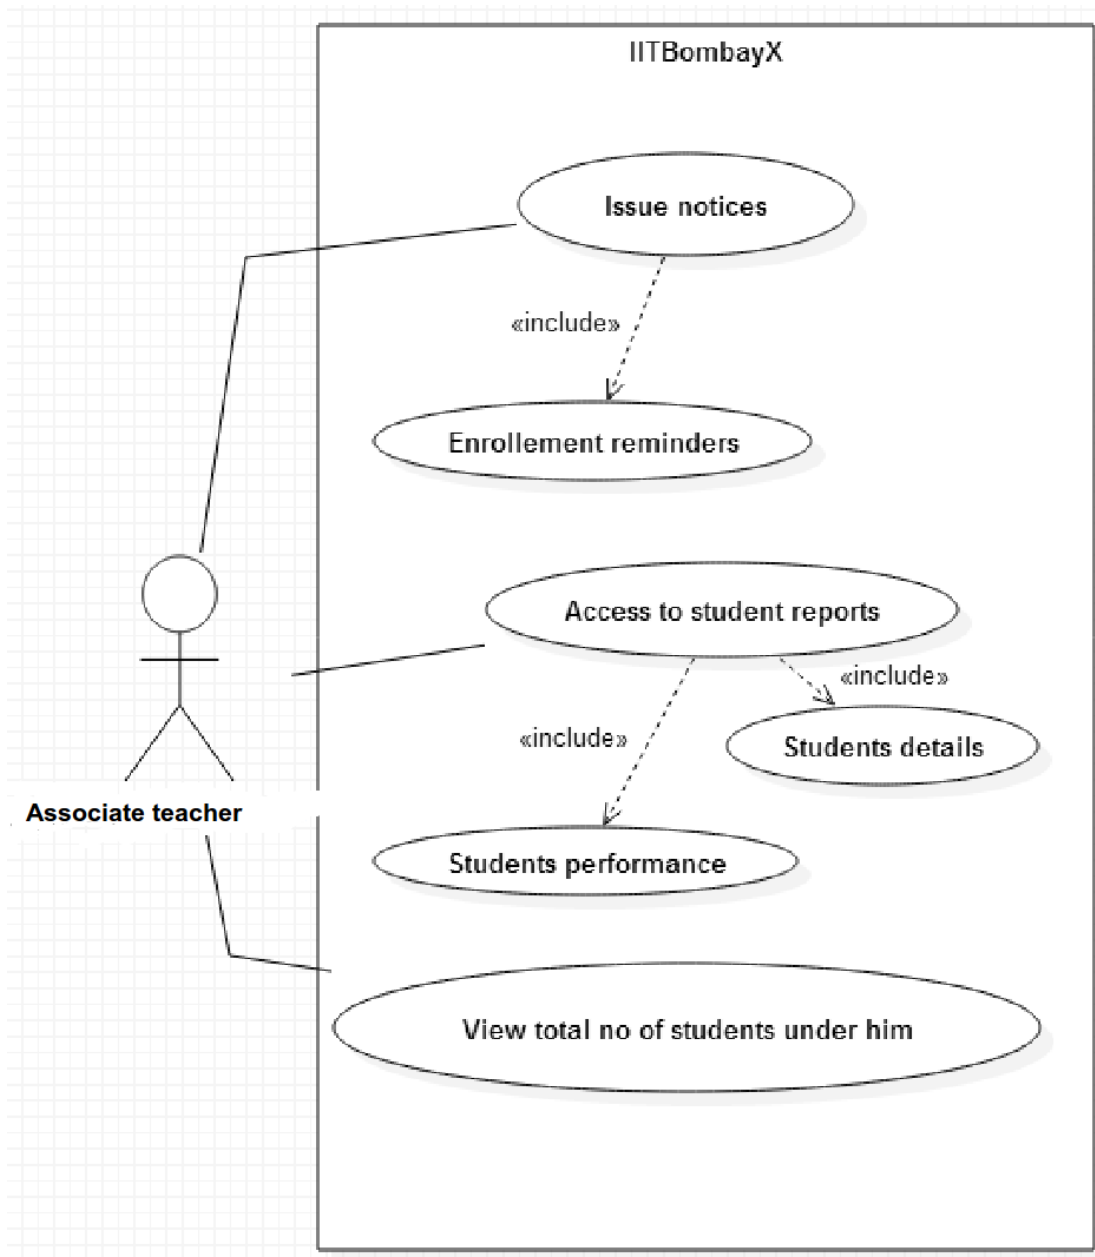 IITBombayX
Issue notices
«include»
Enrollement reminders
Access to student reports
«include»
«include»
Students details
Associate teacher
Students performance
View total no of students under him